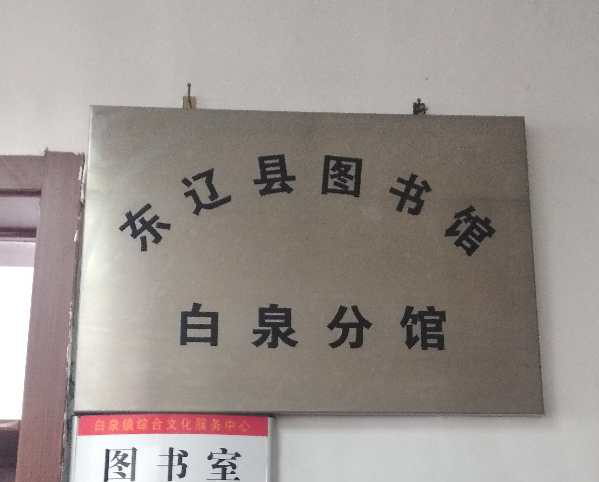 东辽县图书馆
白泉分馆
白泉镇综合文化服务中心
图书室